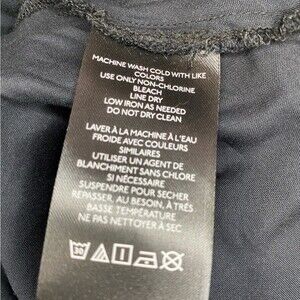 MACHINE WASH COLD WITH LIKE
COLORS
USE ONLY NON-CHLORINE
BLEACH
LINE DRY
LOW IRON AS NEEDED
DO NOT DRY CLEAN
LAVER À LA MACHINE À L'EAU
FROIDE AVEC COULEURS
SIMILAIRES
UTILISER UN AGENT DE
BLANCHIMENT SANS CHLORE
SI NÉCESSAIRE
SUSPENDRE POUR SÉCHER
REPASSER, AU BESOIN, À TRÈS
BASSE TEMPÉRATURE
NE PAS NETTOYER À SEC
30